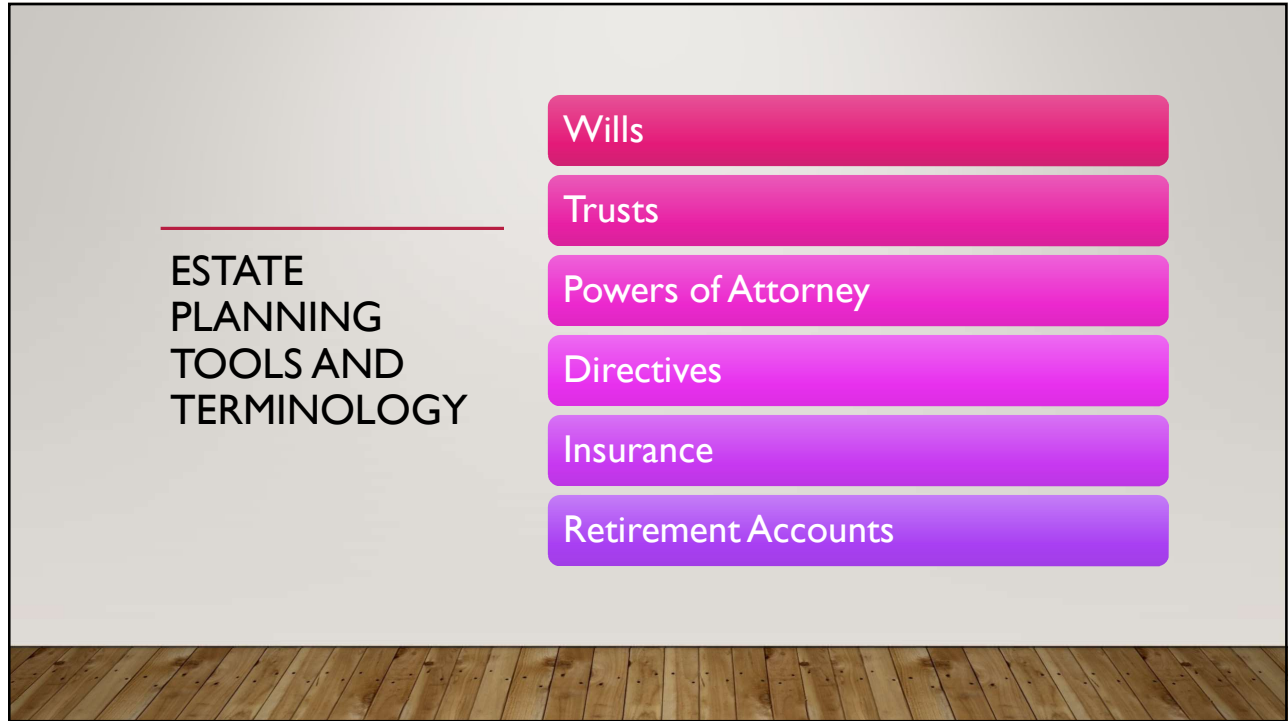 ESTATE
PLANNING
TOOLS AND
TERMINOLOGY
Wills
Trusts
Powers of Attorney
Directives
Insurance
Retirement Accounts